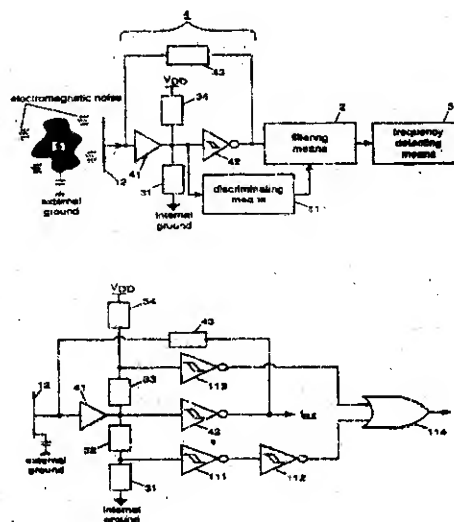 4
43
VDD
electromagnetic noise
34
2
5
filtering
means
frequency
detecting
means
41
42
12
31
discriminating
means
external
ground
internal
ground
VDD
34
43
12
41
33
113
42
114
external
ground
32
31
111
112
internal
ground